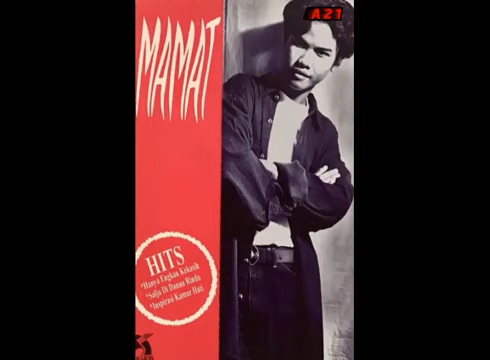 A21
MAMAT
HITS
*Hanya Engkau Kekasih
*Salju Di Danau Rindu
*Inspirasi Kamar Hati